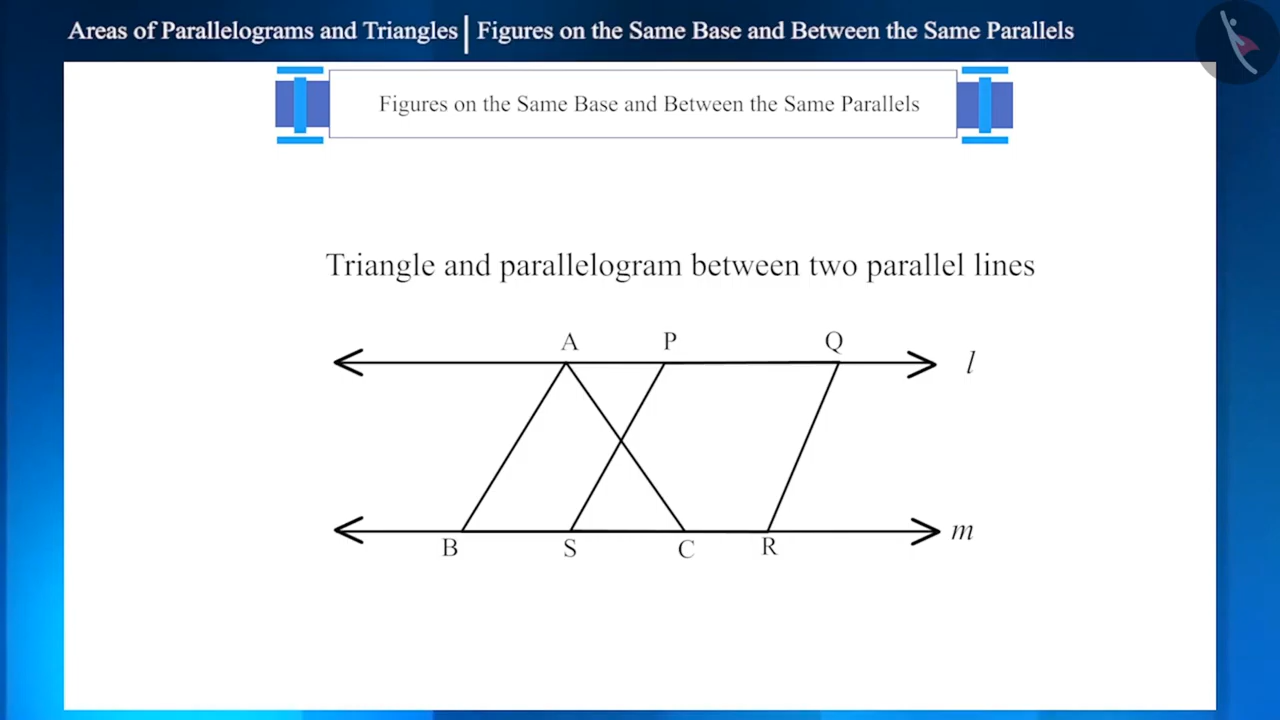 Areas of Parallelograms and Triangles | Figures on the Same Base and Between the Same Parallels
Figures on the Same Base and Between the Same Parallels
Triangle and parallelogram between two parallel lines
A P Q
l
B S C R
m